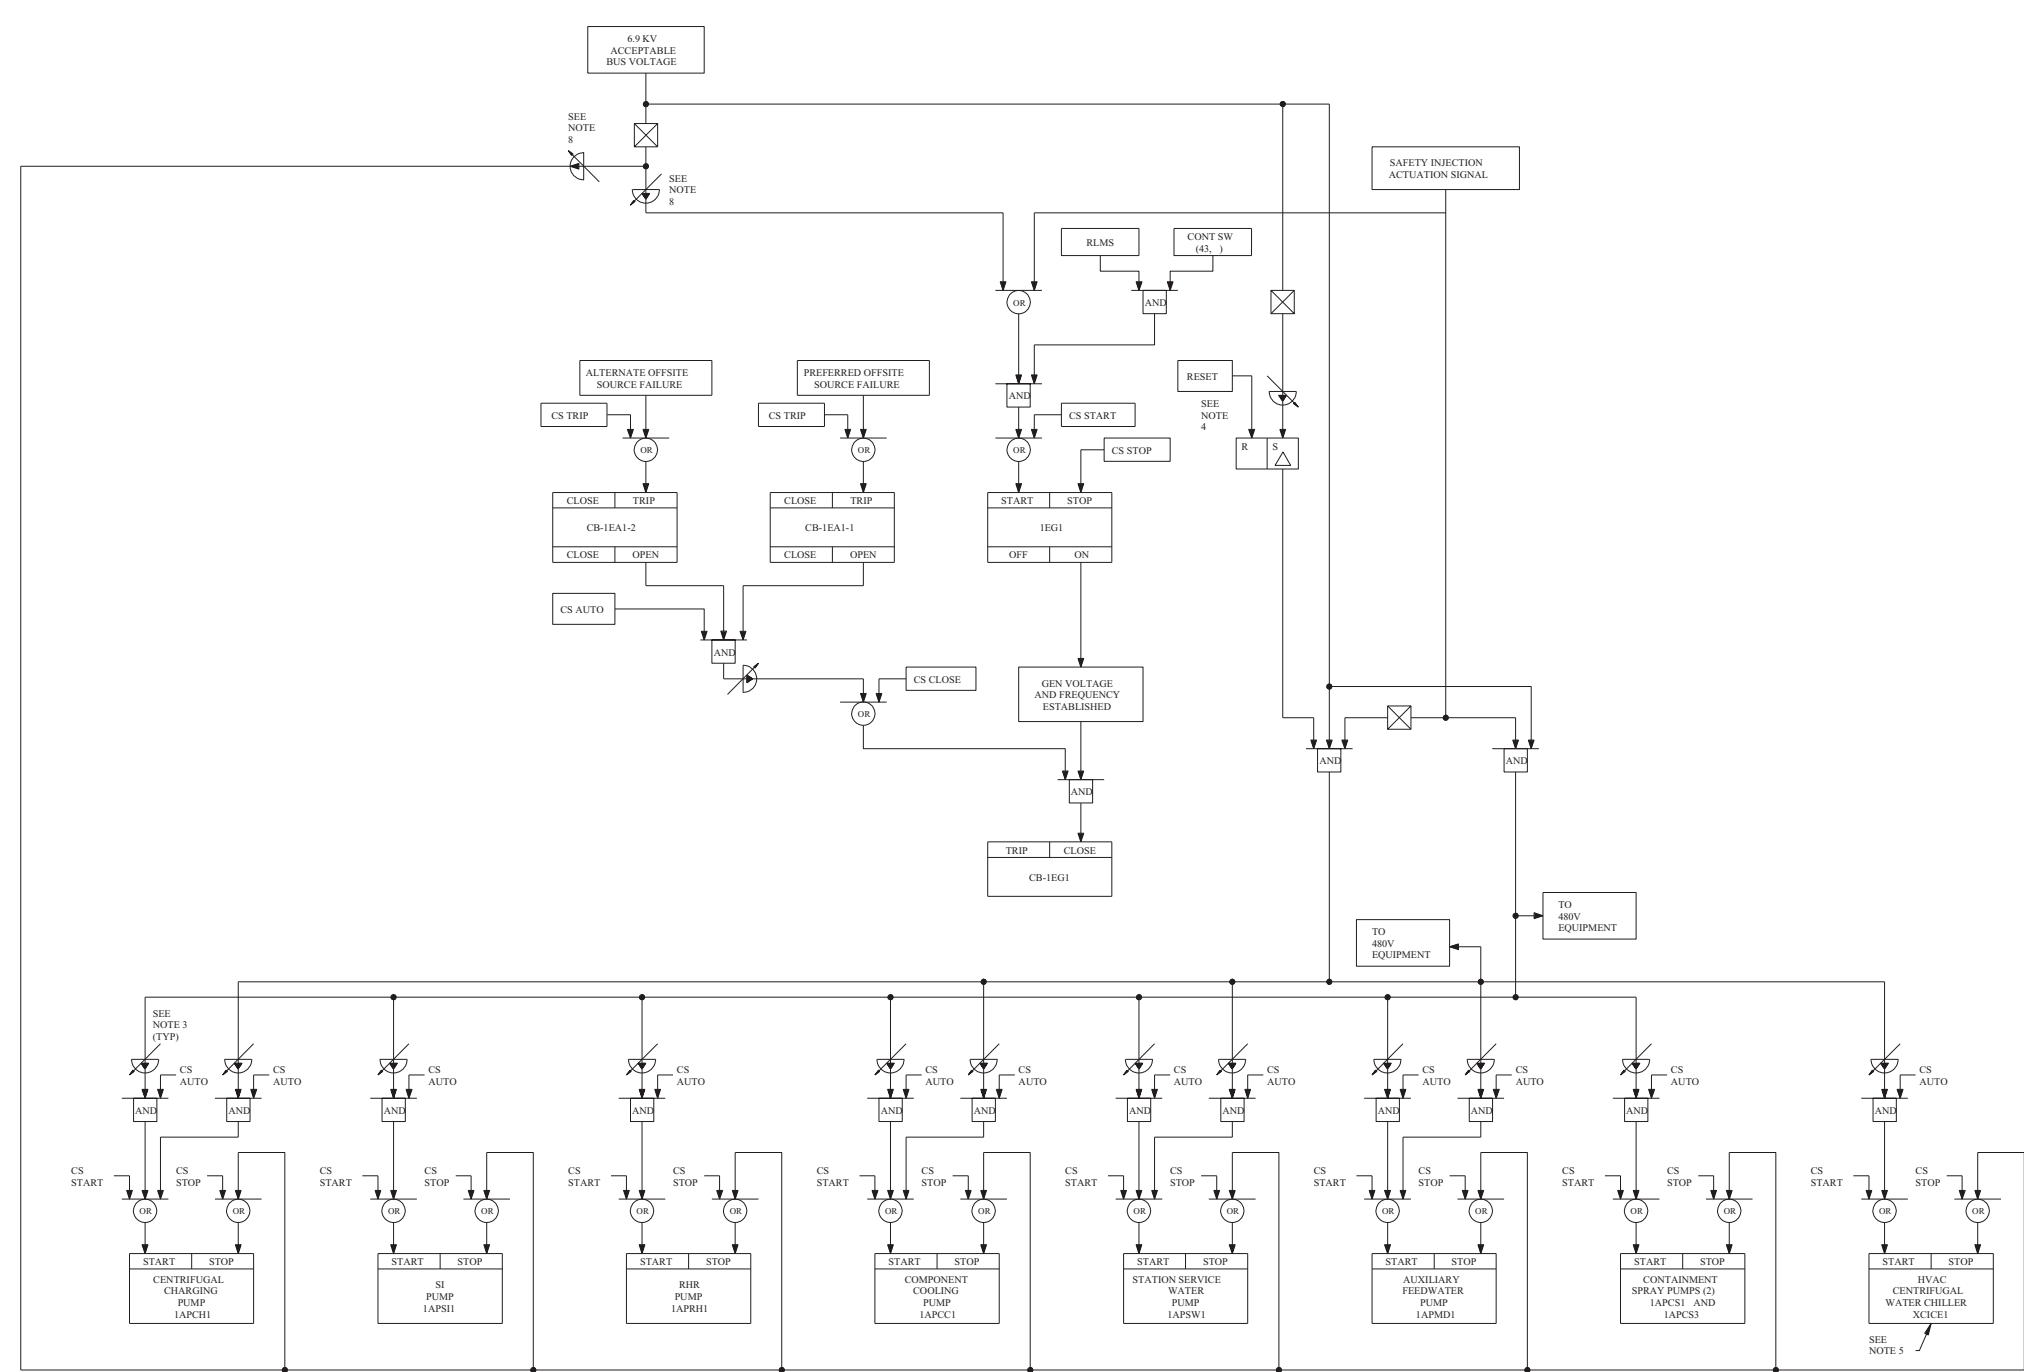 6.9 KV
ACCEPTABLE
BUS VOLTAGE
SEE
NOTE
8
SEE
NOTE
8
SAFETY INJECTION
ACTUATION SIGNAL
RLMS
CONT SW
(43, )
OR
AND
ALTERNATE OFFSITE
SOURCE FAILURE
PREFERRED OFFSITE
SOURCE FAILURE
RESET
SEE
NOTE
4
AND
CS TRIP
CS TRIP
CS START
OR
OR
OR
CS STOP
R
S
CLOSE
TRIP
CB-1EA1-2
CLOSE
OPEN
CLOSE
TRIP
CB-1EA1-1
CLOSE
OPEN
START
STOP
1EG1
OFF
ON
CS AUTO
AND
CS CLOSE
OR
GEN VOLTAGE
AND FREQUENCY
ESTABLISHED
AND
AND
AND
TRIP
CLOSE
CB-1EG1
TO
480V
EQUIPMENT
TO
480V
EQUIPMENT
SEE
NOTE 3
(TYP)
CS
AUTO
AND
CS
AUTO
AND
CS
START
OR
CS
STOP
OR
START
STOP
CENTRIFUGAL
CHARGING
PUMP
1APCH1
CS
AUTO
AND
CS
START
OR
CS
STOP
OR
START
STOP
SI
PUMP
1APSI1
CS
AUTO
AND
CS
START
OR
CS
STOP
OR
START
STOP
RHR
PUMP
1APRH1
CS
AUTO
AND
CS
AUTO
AND
CS
START
OR
CS
STOP
OR
START
STOP
COMPONENT
COOLING
PUMP
1APCC1
CS
AUTO
AND
CS
AUTO
AND
CS
START
OR
CS
STOP
OR
START
STOP
STATION SERVICE
WATER
PUMP
1APSW1
CS
AUTO
AND
CS
AUTO
AND
CS
START
OR
CS
STOP
OR
START
STOP
AUXILIARY
FEEDWATER
PUMP
1APMD1
CS
AUTO
AND
CS
START
OR
CS
STOP
OR
START
STOP
CONTAINMENT
SPRAY PUMPS (2)
1APCS1 AND
1APCS3
CS
AUTO
AND
CS
START
OR
CS
STOP
OR
START
STOP
HVAC
CENTRIFUGAL
WATER CHILLER
XCICE1
SEE
NOTE 5